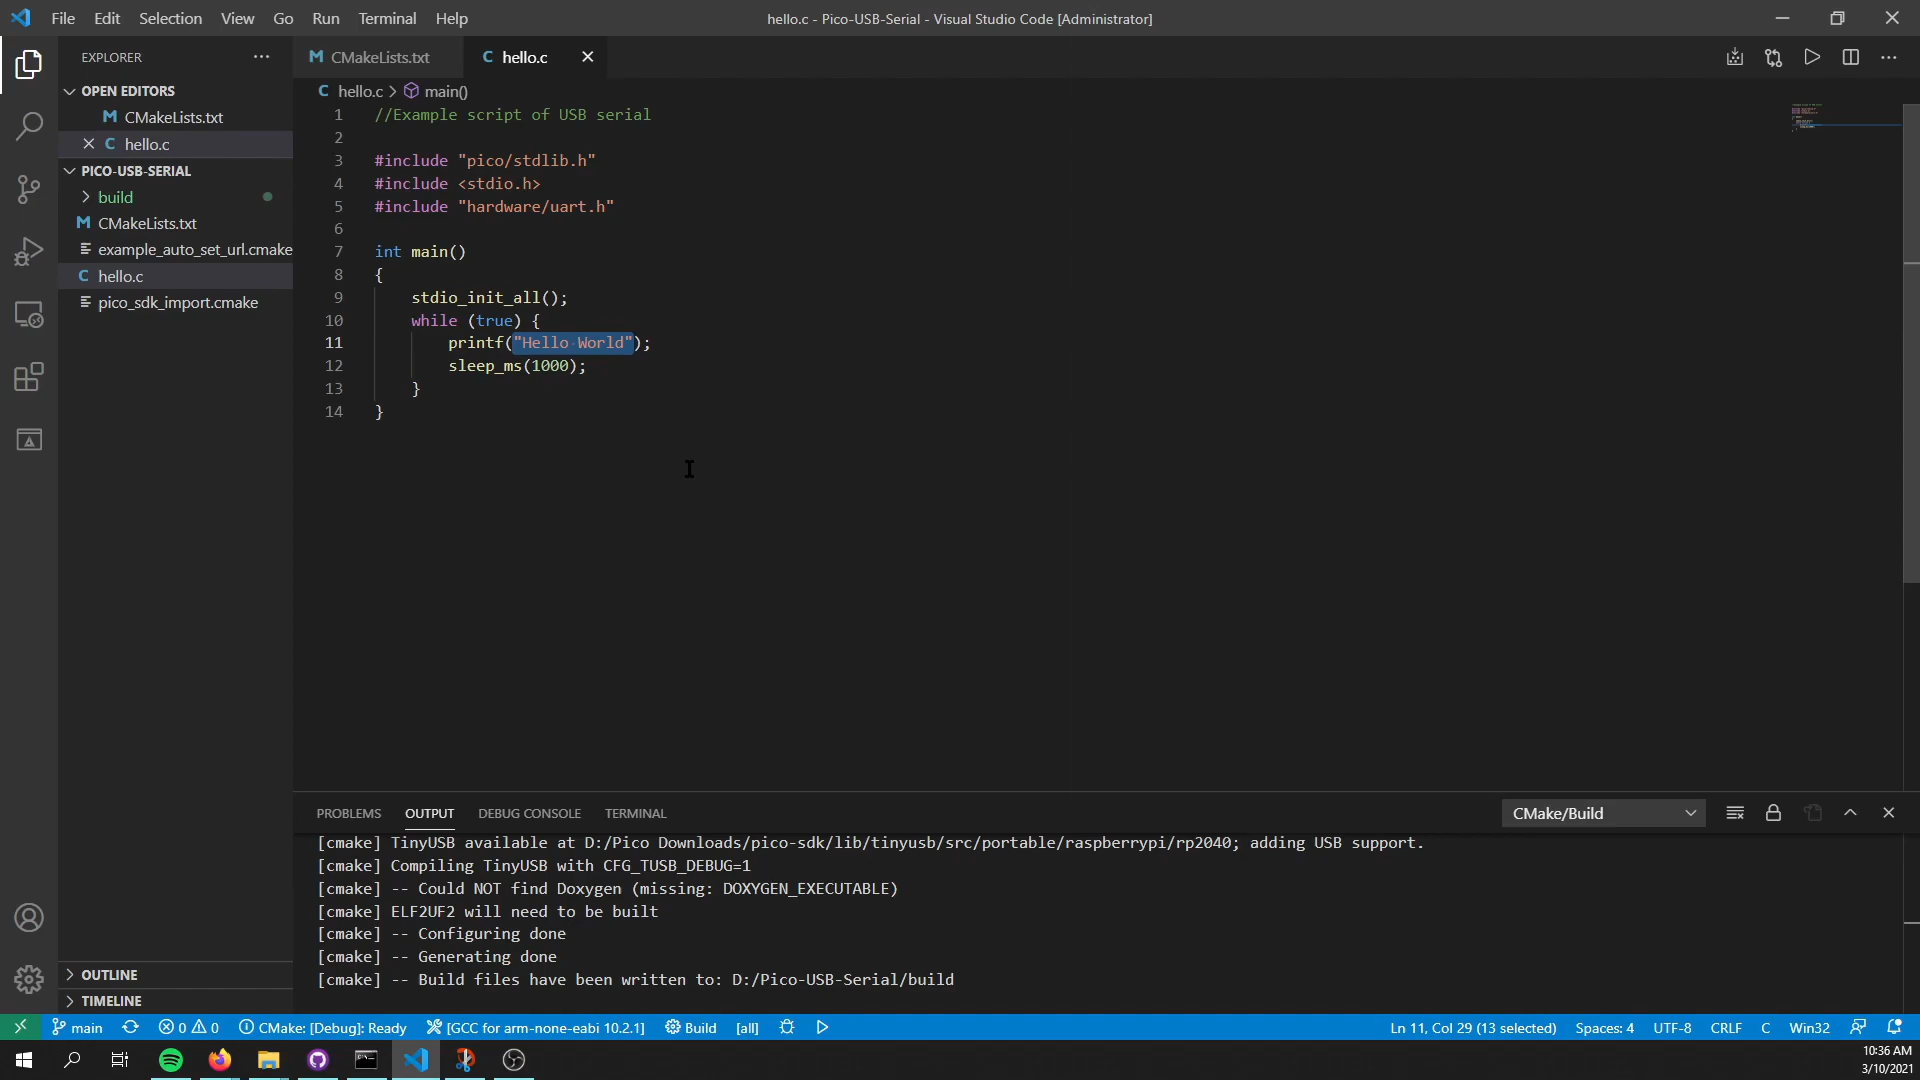 File Edit Selection View Go Run Terminal Help
hello.c - Pico-USB-Serial - Visual Studio Code [Administrator]
EXPLORER
OPEN EDITORS
M CMakeLists.txt
C hello.c
PICO-USB-SERIAL
build
M CMakeLists.txt
example_auto_set_url.cmake
C hello.c
pico_sdk_import.cmake
OUTLINE
TIMELINE
M CMakeLists.txt
C hello.c
C hello.c > main()
1 //Example script of USB serial
2
3 #include "pico/stdlib.h"
4 #include <stdio.h>
5 #include "hardware/uart.h"
6
7 int main()
8 {
9 stdio_init_all();
10 while (true) {
11 printf("Hello World");
12 sleep_ms(1000);
13 }
14 }
PROBLEMS OUTPUT DEBUG CONSOLE TERMINAL
CMake/Build
[cmake] TinyUSB available at D:/Pico Downloads/pico-sdk/lib/tinyusb/src/portable/raspberrypi/rp2040; adding USB support.
[cmake] Compiling TinyUSB with CFG_TUSB_DEBUG=1
[cmake] -- Could NOT find Doxygen (missing: DOXYGEN_EXECUTABLE)
[cmake] ELF2UF2 will need to be built
[cmake] -- Configuring done
[cmake] -- Generating done
[cmake] -- Build files have been written to: D:/Pico-USB-Serial/build
main 0 0 CMake: [Debug]: Ready [GCC for arm-none-eabi 10.2.1] Build [all]
Ln 11, Col 29 (13 selected) Spaces: 4 UTF-8 CRLF C Win32
10:36 AM
3/10/2021